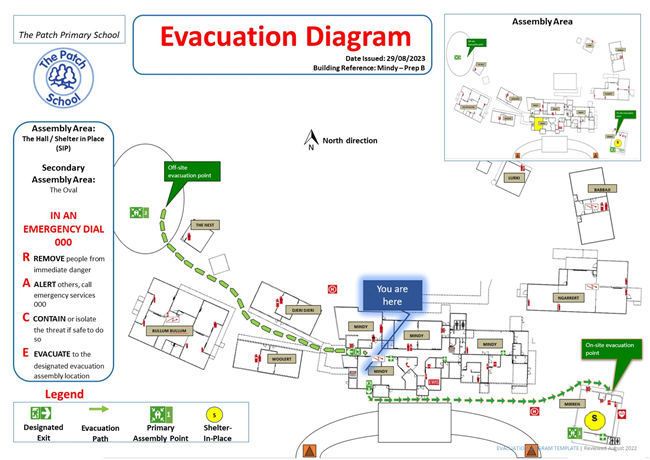 The Patch Primary School
The Patch
School
Evacuation Diagram
Date Issued: 29/08/2023
Building Reference: Mindy – Prep B
Assembly Area
Assembly Area:
The Hall / Shelter in Place
(SIP)
Secondary
Assembly Area:
The Oval
IN AN
EMERGENCY DIAL
000
R REMOVE people from
immediate danger
A ALERT others, call
emergency services
000
C CONTAIN or isolate
the threat if safe to do
so
E EVACUATE to the
designated evacuation
assembly location
N
North direction
Off-site
evacuation point
2
THE NEST
LURKI
BABBAJI
NGARRERT
BULLUM BULLUM
DJERI DJERI
WOOLERT
You are
here
MINDY
MINDY
MINDY
MINDY
On-site evacuation
point
MIRREN
S
1
Legend
Designated
Exit
Evacuation
Path
1
Primary
Assembly Point
S
Shelter-
In-Place
EVACUATION DIAGRAM TEMPLATE | Reviewed August 2022